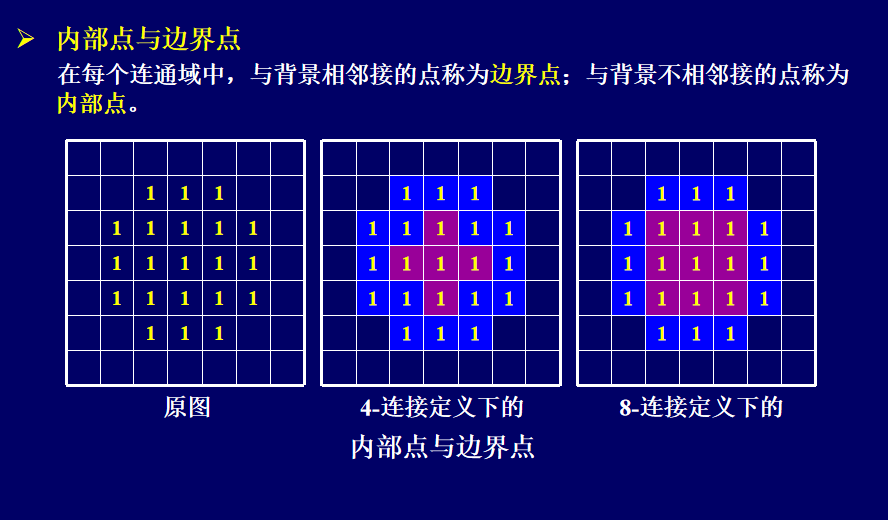 ➢ 内部点与边界点
在每个连通域中，与背景相邻接的点称为边界点；与背景不相邻接的点称为
内部点。
1 1 1 1 1 1 1 1 1
1 1 1 1 1 1 1 1 1 1 1 1 1 1 1
1 1 1 1 1 1 1 1 1 1 1 1 1 1 1
1 1 1 1 1 1 1 1 1 1 1 1 1 1 1
1 1 1 1 1 1 1 1 1
原图 4-连接定义下的 8-连接定义下的
内部点与边界点